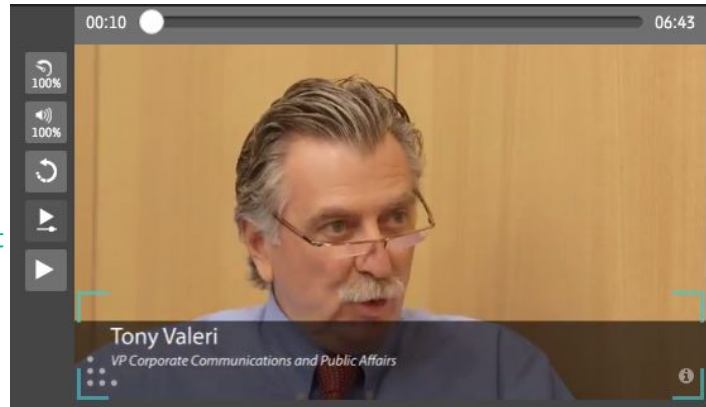 00:10 06:43
100%
100%
Tony Valeri
VP Corporate Communications and Public Affairs